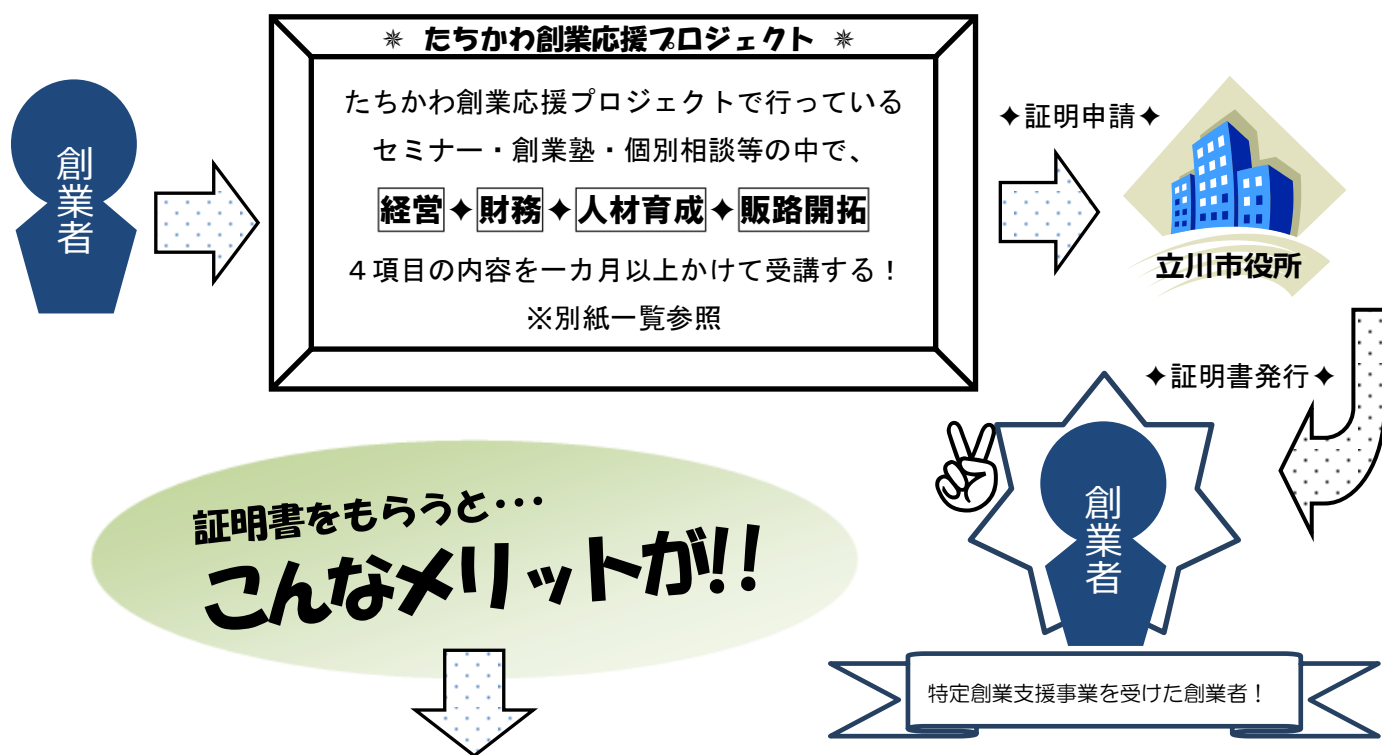 ✴ たちかわ創業応援プロジェクト ✴
たちかわ創業応援プロジェクトで行っている
セミナー・創業塾・個別相談等の中で、
経営✦財務✦人材育成✦販路開拓
４項目の内容を一カ月以上かけて受講する！
※別紙一覧参照
創業者
✦証明申請✦
立川市役所
✦証明書発行✦
創業者
特定創業支援事業を受けた創業者！
証明書をもらうと…
こんなメリットが!!